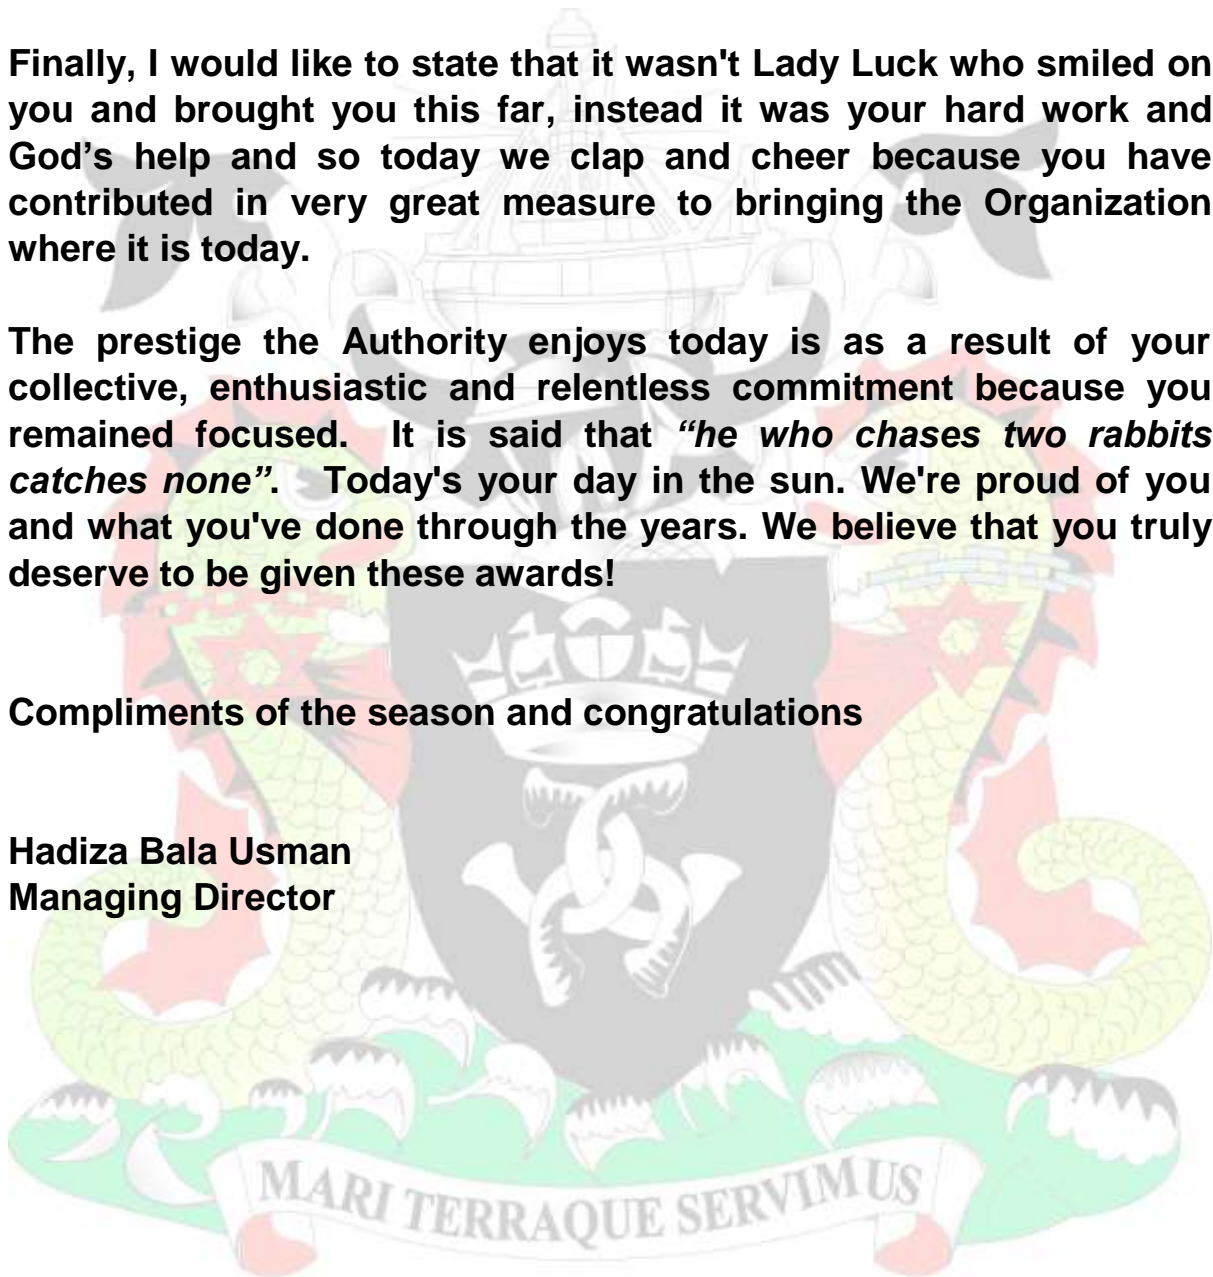 Finally, I would like to state that it wasn't Lady Luck who smiled on
you and brought you this far, instead it was your hard work and
God’s help and so today we clap and cheer because you have
contributed in very great measure to bringing the Organization
where it is today.
The prestige the Authority enjoys today is as a result of your
collective, enthusiastic and relentless commitment because you
remained focused. It is said that “he who chases two rabbits
catches none”. Today's your day in the sun. We're proud of you
and what you've done through the years. We believe that you truly
deserve to be given these awards!
Compliments of the season and congratulations
Hadiza Bala Usman
Managing Director
MARI TERRAQUE SERVIMUS